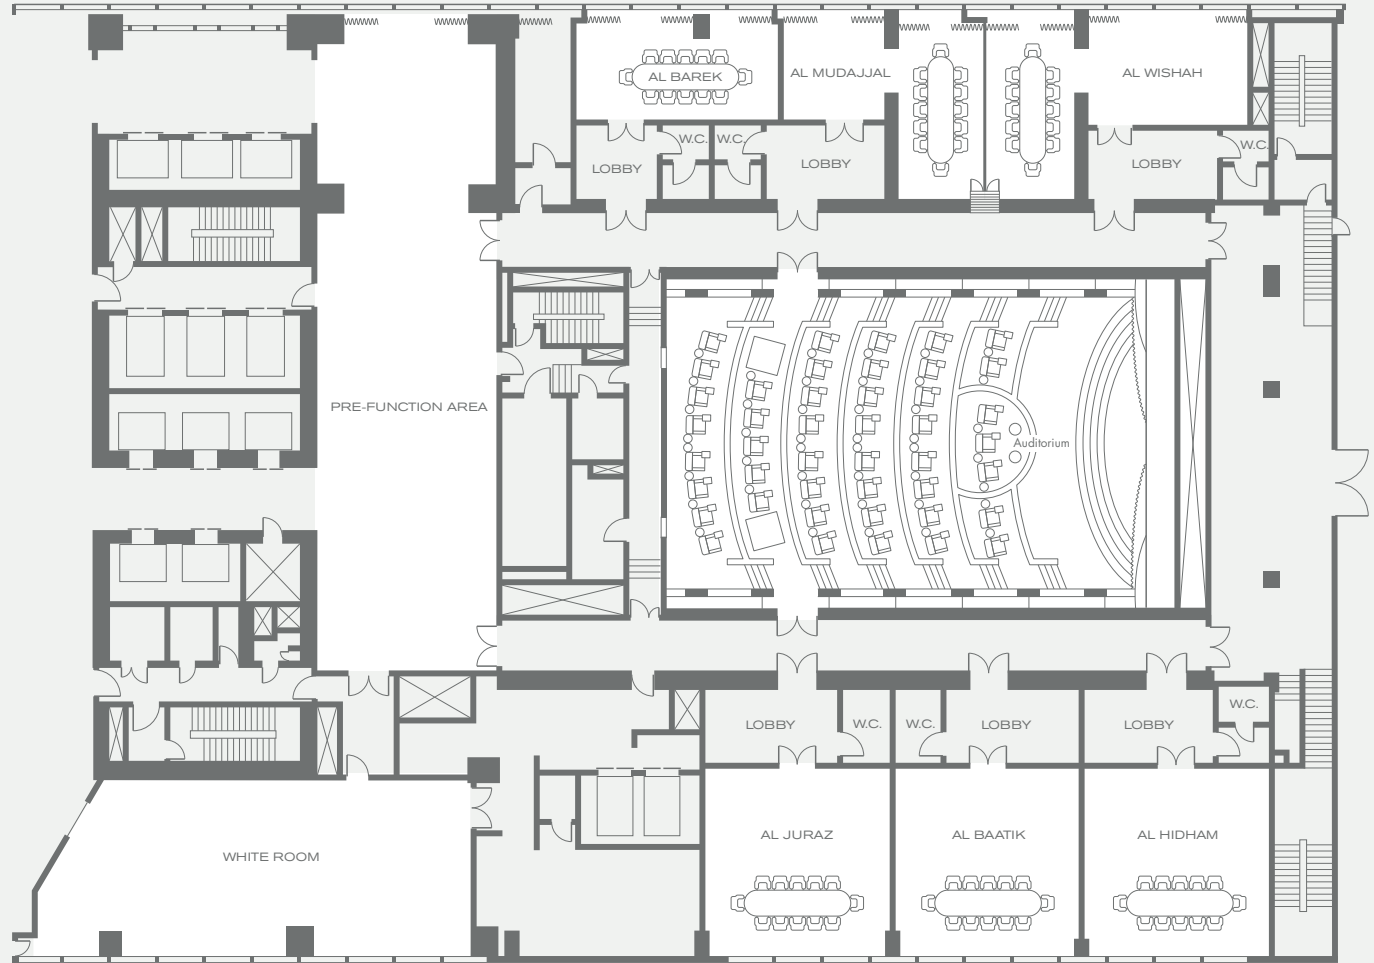 AL BAREK
AL MUDAJJAL
AL WISHAH
W.C.
W.C.
W.C.
LOBBY
LOBBY
LOBBY
PRE-FUNCTION AREA
Auditorium
LOBBY
W.C.
W.C.
LOBBY
LOBBY
W.C.
AL JURAZ
AL BAATIK
AL HIDHAM
WHITE ROOM